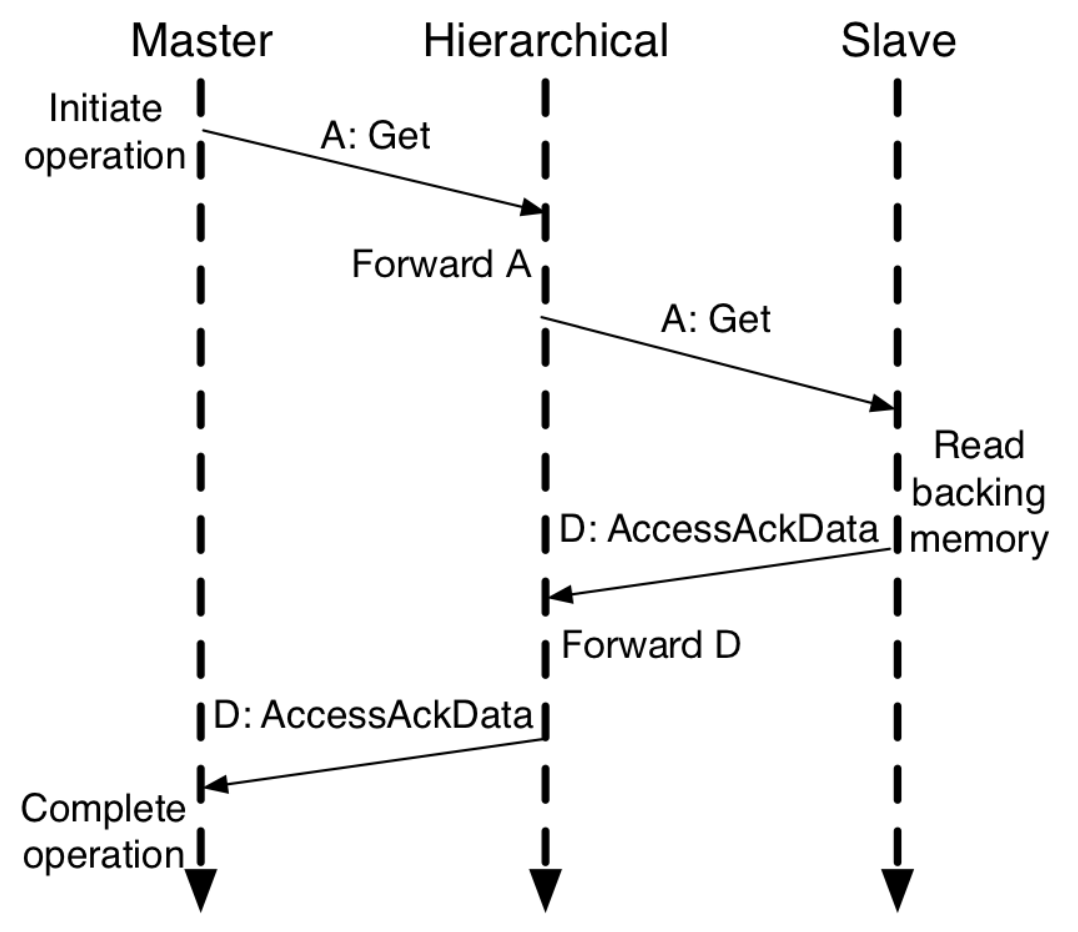 Master
Hierarchical
Slave
Initiate
operation
A: Get
Forward A
A: Get
Read
backing
memory
D: AccessAckData
Forward D
D: AccessAckData
Complete
operation